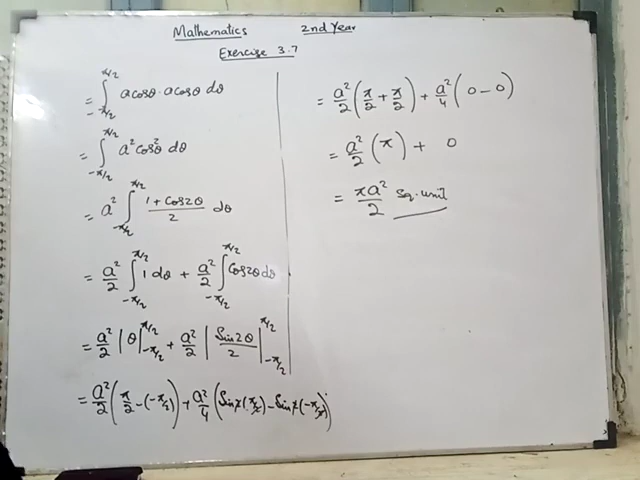 Mathematics 2nd Year
Exercise 3.7
= ∫_{-π/2}^{π/2} a cosθ · a cosθ dθ
= ∫_{-π/2}^{π/2} a² cos²θ dθ
= a² ∫_{-π/2}^{π/2} (1 + Cos2θ)/2 dθ
= a²/2 ∫_{-π/2}^{π/2} 1 dθ + a²/2 ∫_{-π/2}^{π/2} Cos2θ dθ
= a²/2 |θ|_{-π/2}^{π/2} + a²/2 |Sin2θ/2|_{-π/2}^{π/2}
= a²/2 (π/2 - (-π/2)) + a²/4 (Sin2(π/2) - Sin2(-π/2))
= a²/2 (π/2 + π/2) + a²/4 (0 - 0)
= a²/2 (π) + 0
= πa²/2 sq. unit